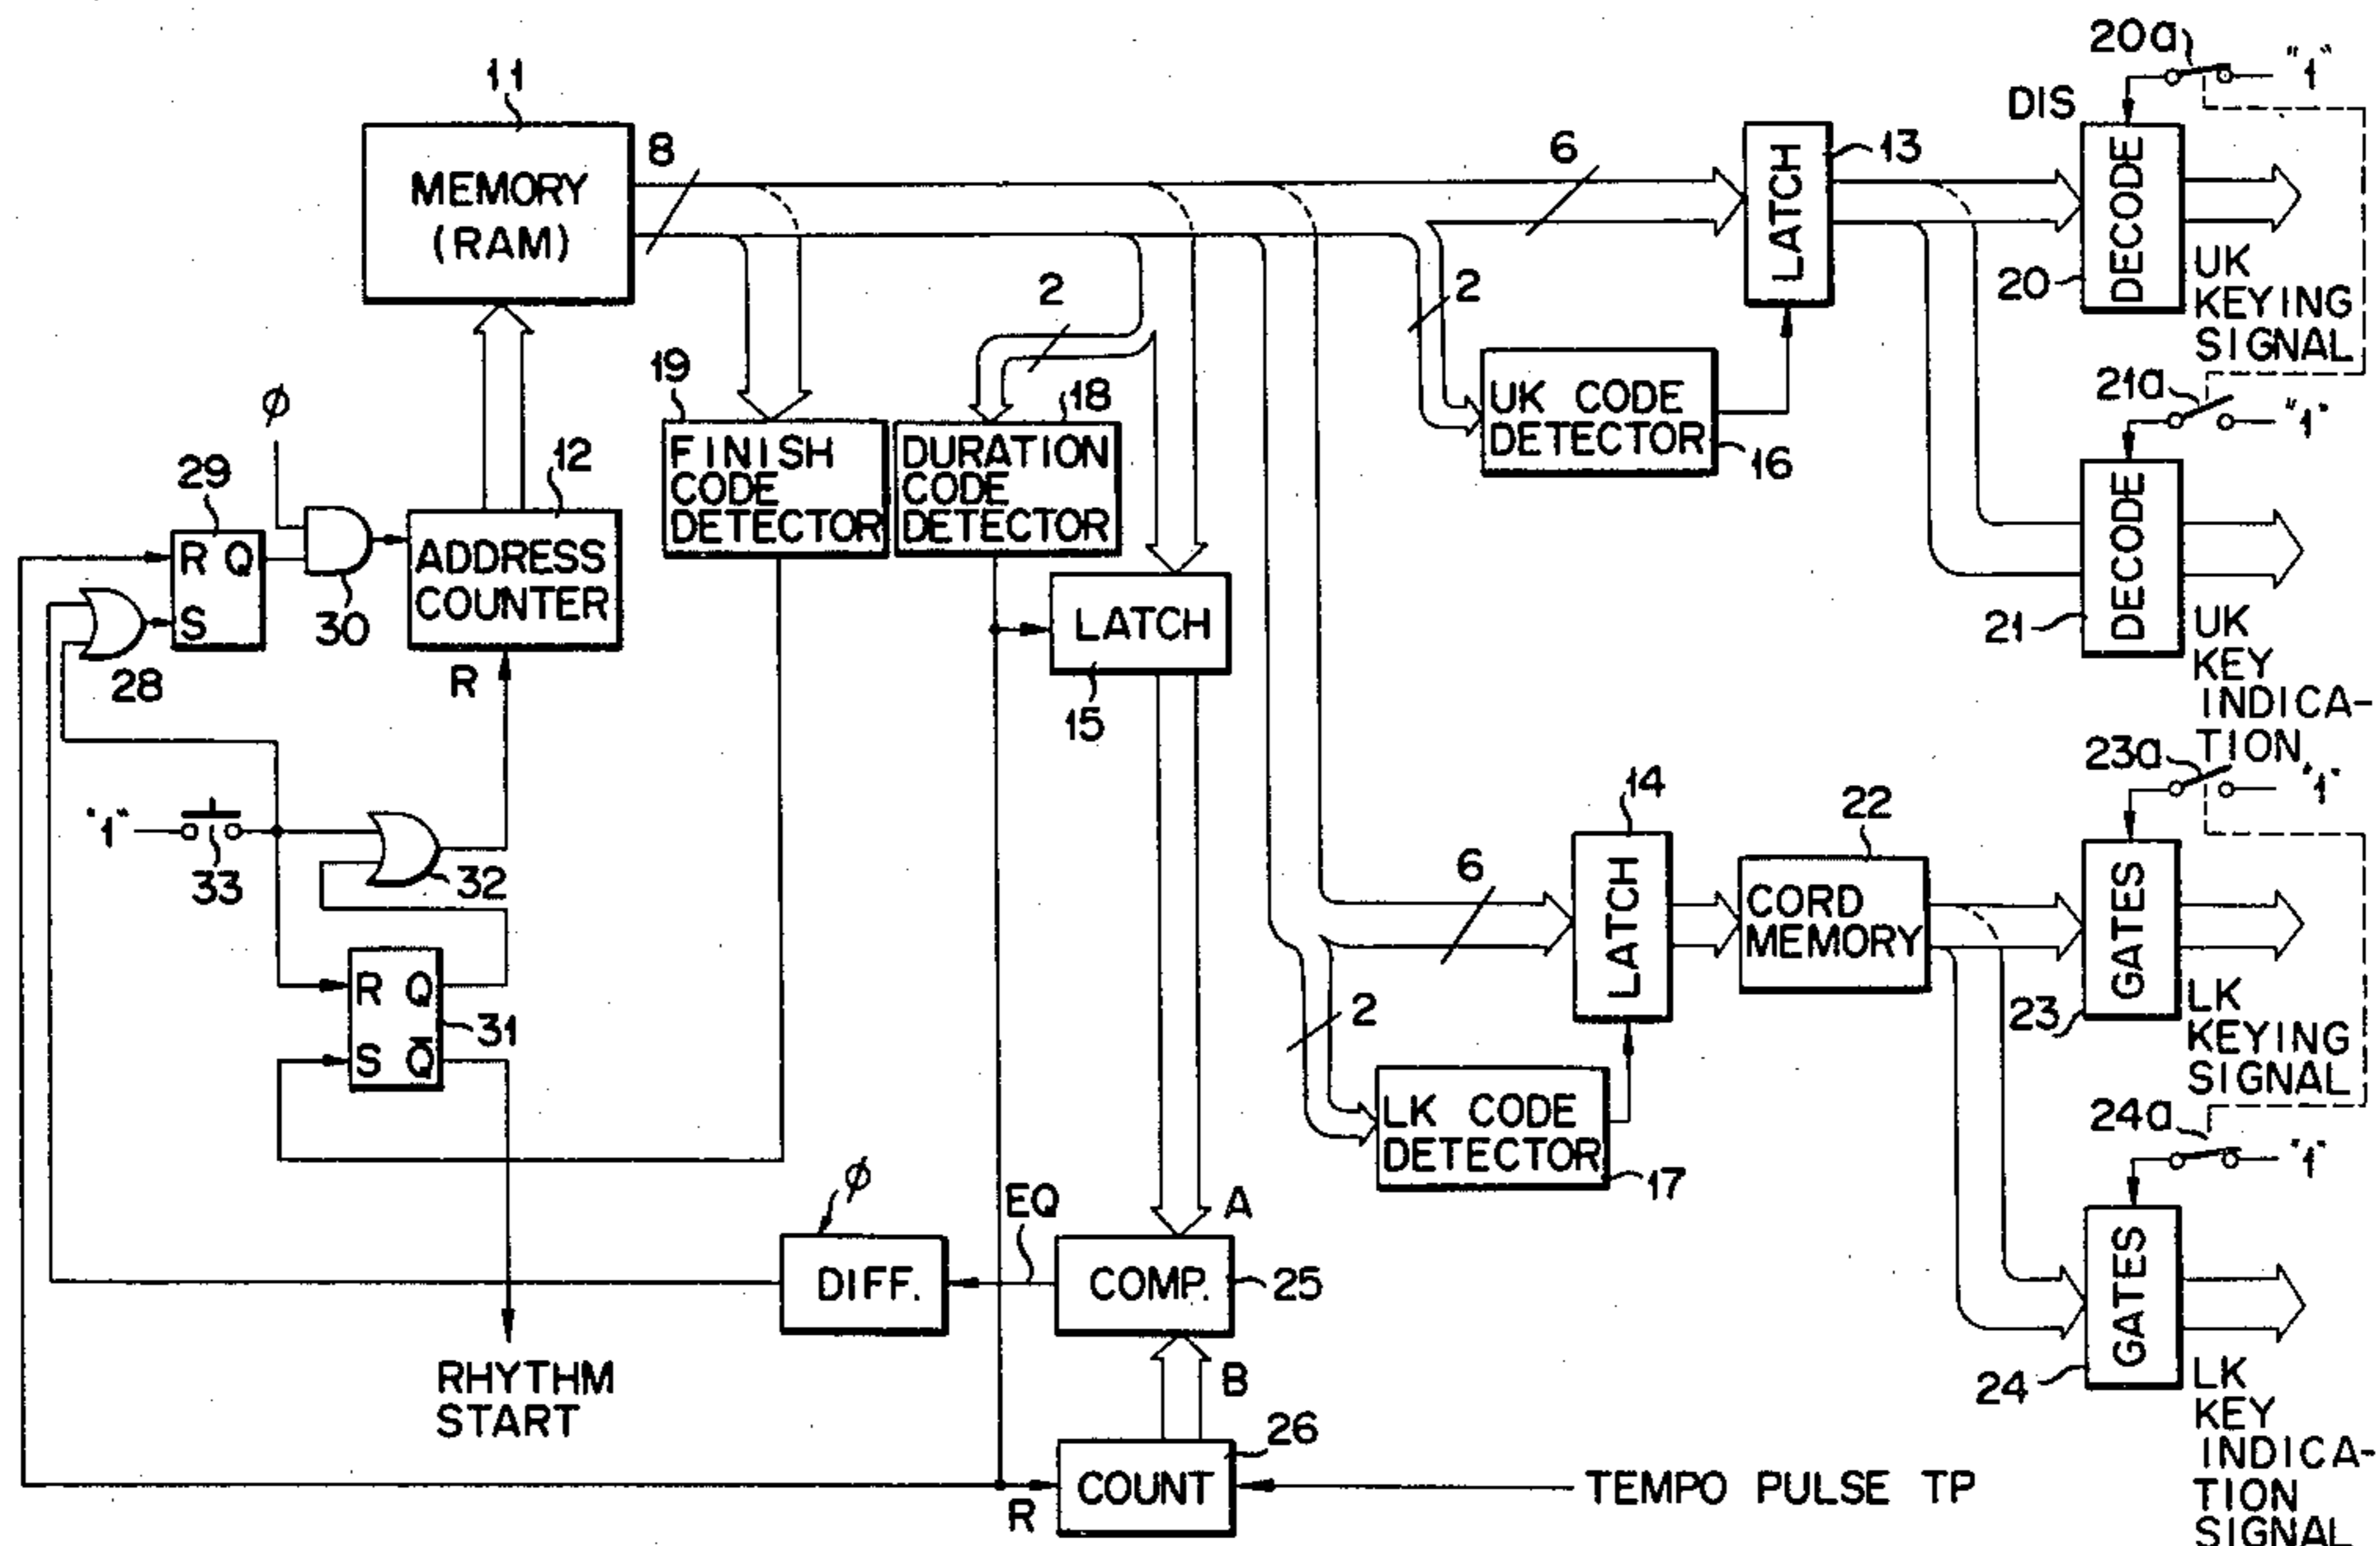 11
MEMORY
(RAM)
8
6
2
2
LATCH
13
DIS
20a
"1"
DECODE
20
UK
KEYING
SIGNAL
21a
"1"
DECODE
21
UK
KEY
INDICA-
TION
UK CODE
DETECTOR
16
19
FINISH
CODE
DETECTOR
18
DURATION
CODE
DETECTOR
LATCH
15
φ
29
R Q
S
30
28
12
ADDRESS
COUNTER
R
"1"
33
32
R Q
S Q̄
31
RHYTHM
START
φ
DIFF.
EQ
A
COMP.
25
B
26
COUNT
R
TEMPO PULSE TP
6
2
14
LATCH
LK CODE
DETECTOR
17
22
CORD
MEMORY
23a
"1"
GATES
23
LK
KEYING
SIGNAL
24a
"1"
GATES
24
LK
KEY
INDICA-
TION
SIGNAL